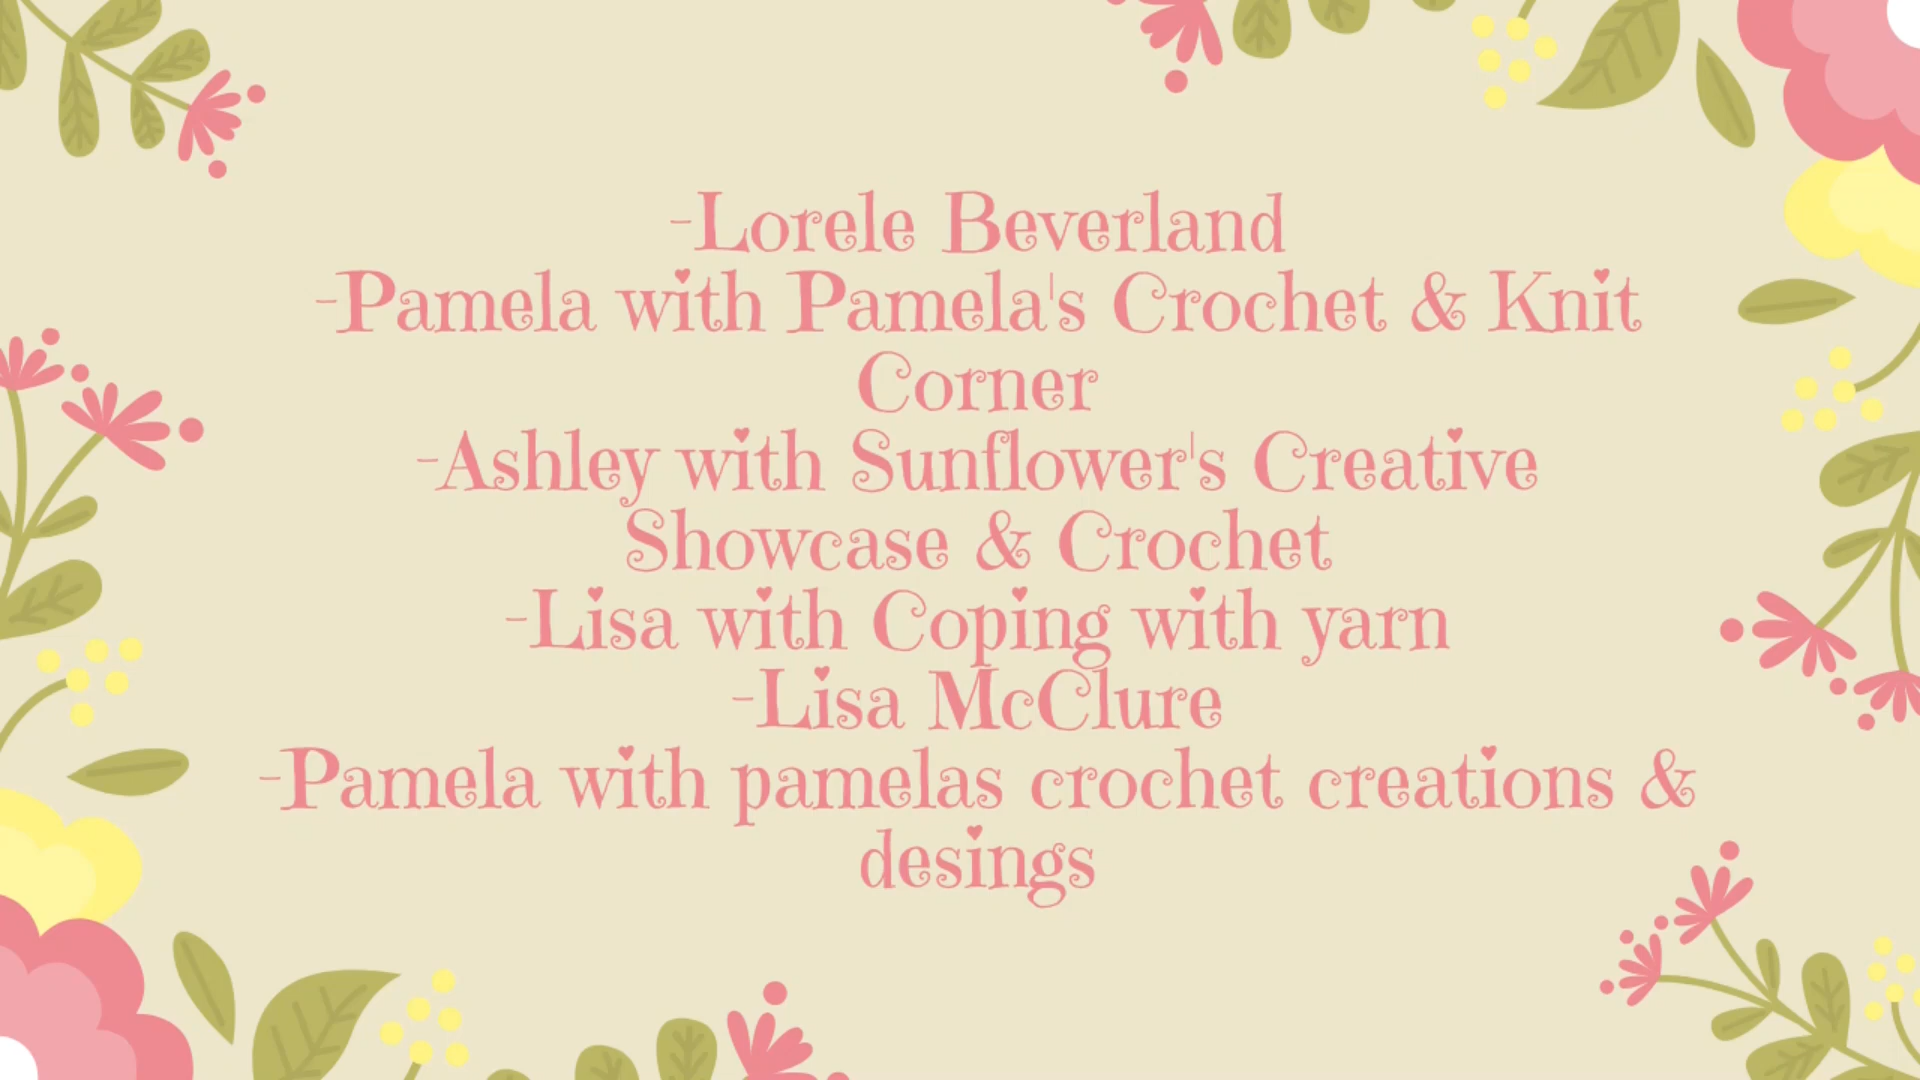 -Lorele Beverland
-Pamela with Pamela's Crochet & Knit
Corner
-Ashley with Sunflower's Creative
Showcase & Crochet
-Lisa with Coping with yarn
-Lisa McClure
-Pamela with pamelas crochet creations &
desings